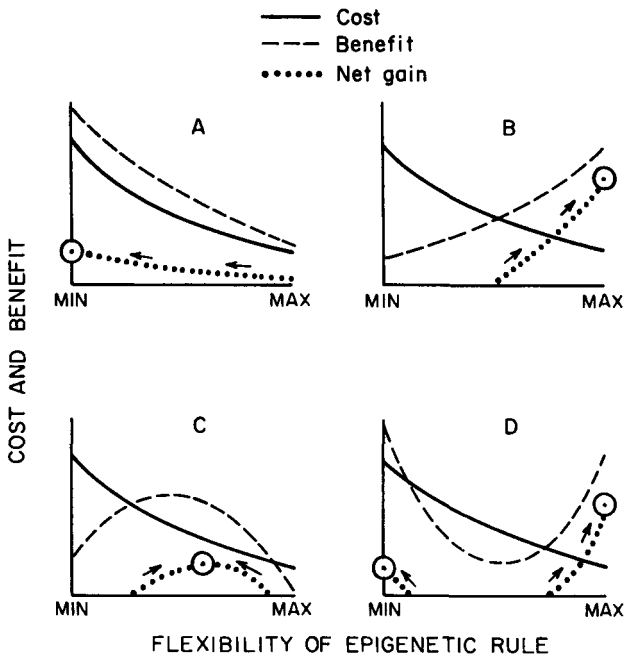 Cost
Benefit
Net gain
A
B
MIN
MAX
MIN
MAX
COST AND BENEFIT
C
D
MIN
MAX
MIN
MAX
FLEXIBILITY OF EPIGENETIC RULE